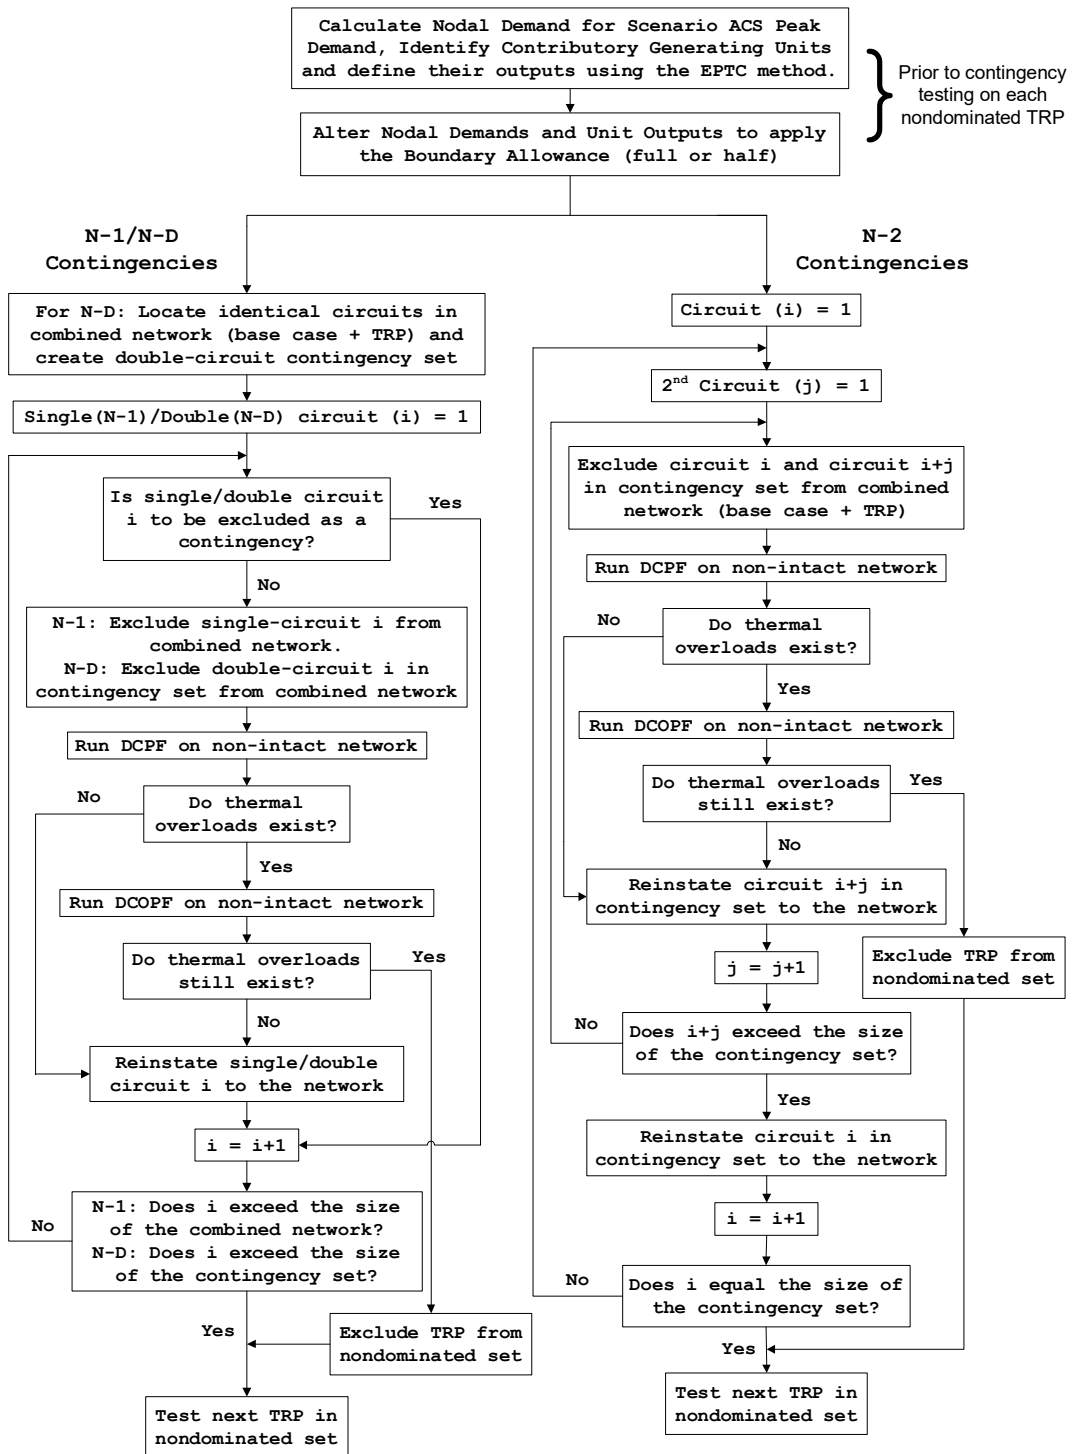 Calculate Nodal Demand for Scenario ACS Peak
Demand, Identify Contributory Generating Units
and define their outputs using the EPTC method.
Prior to contingency
testing on each
nondominated TRP
Alter Nodal Demands and Unit Outputs to apply
the Boundary Allowance (full or half)
N-1/N-D
Contingencies
For N-D: Locate identical circuits in
combined network (base case + TRP) and
create double-circuit contingency set
Single(N-1)/Double(N-D) circuit (i) = 1
Is single/double circuit
i to be excluded as a
contingency?
Yes
No
N-1: Exclude single-circuit i from
combined network.
N-D: Exclude double-circuit i in
contingency set from combined network
Run DCPF on non-intact network
No
Do thermal
overloads exist?
Yes
Run DCOPF on non-intact network
Do thermal overloads
still exist?
Yes
No
Reinstate single/double
circuit i to the network
i = i+1
N-1: Does i exceed the size
of the combined network?
N-D: Does i exceed the size
of the contingency set?
No
Yes
Exclude TRP from
nondominated set
Test next TRP in
nondominated set
N-2
Contingencies
Circuit (i) = 1
2nd Circuit (j) = 1
Exclude circuit i and circuit i+j
in contingency set from combined
network (base case + TRP)
Run DCPF on non-intact network
No
Do thermal
overloads exist?
Yes
Run DCOPF on non-intact network
Do thermal overloads
still exist?
Yes
No
Reinstate circuit i+j in
contingency set to the network
Exclude TRP from
nondominated set
j = j+1
No
Does i+j exceed the size
of the contingency set?
Yes
Reinstate circuit i in
contingency set to the network
i = i+1
No
Does i equal the size of
the contingency set?
Yes
Test next TRP in
nondominated set